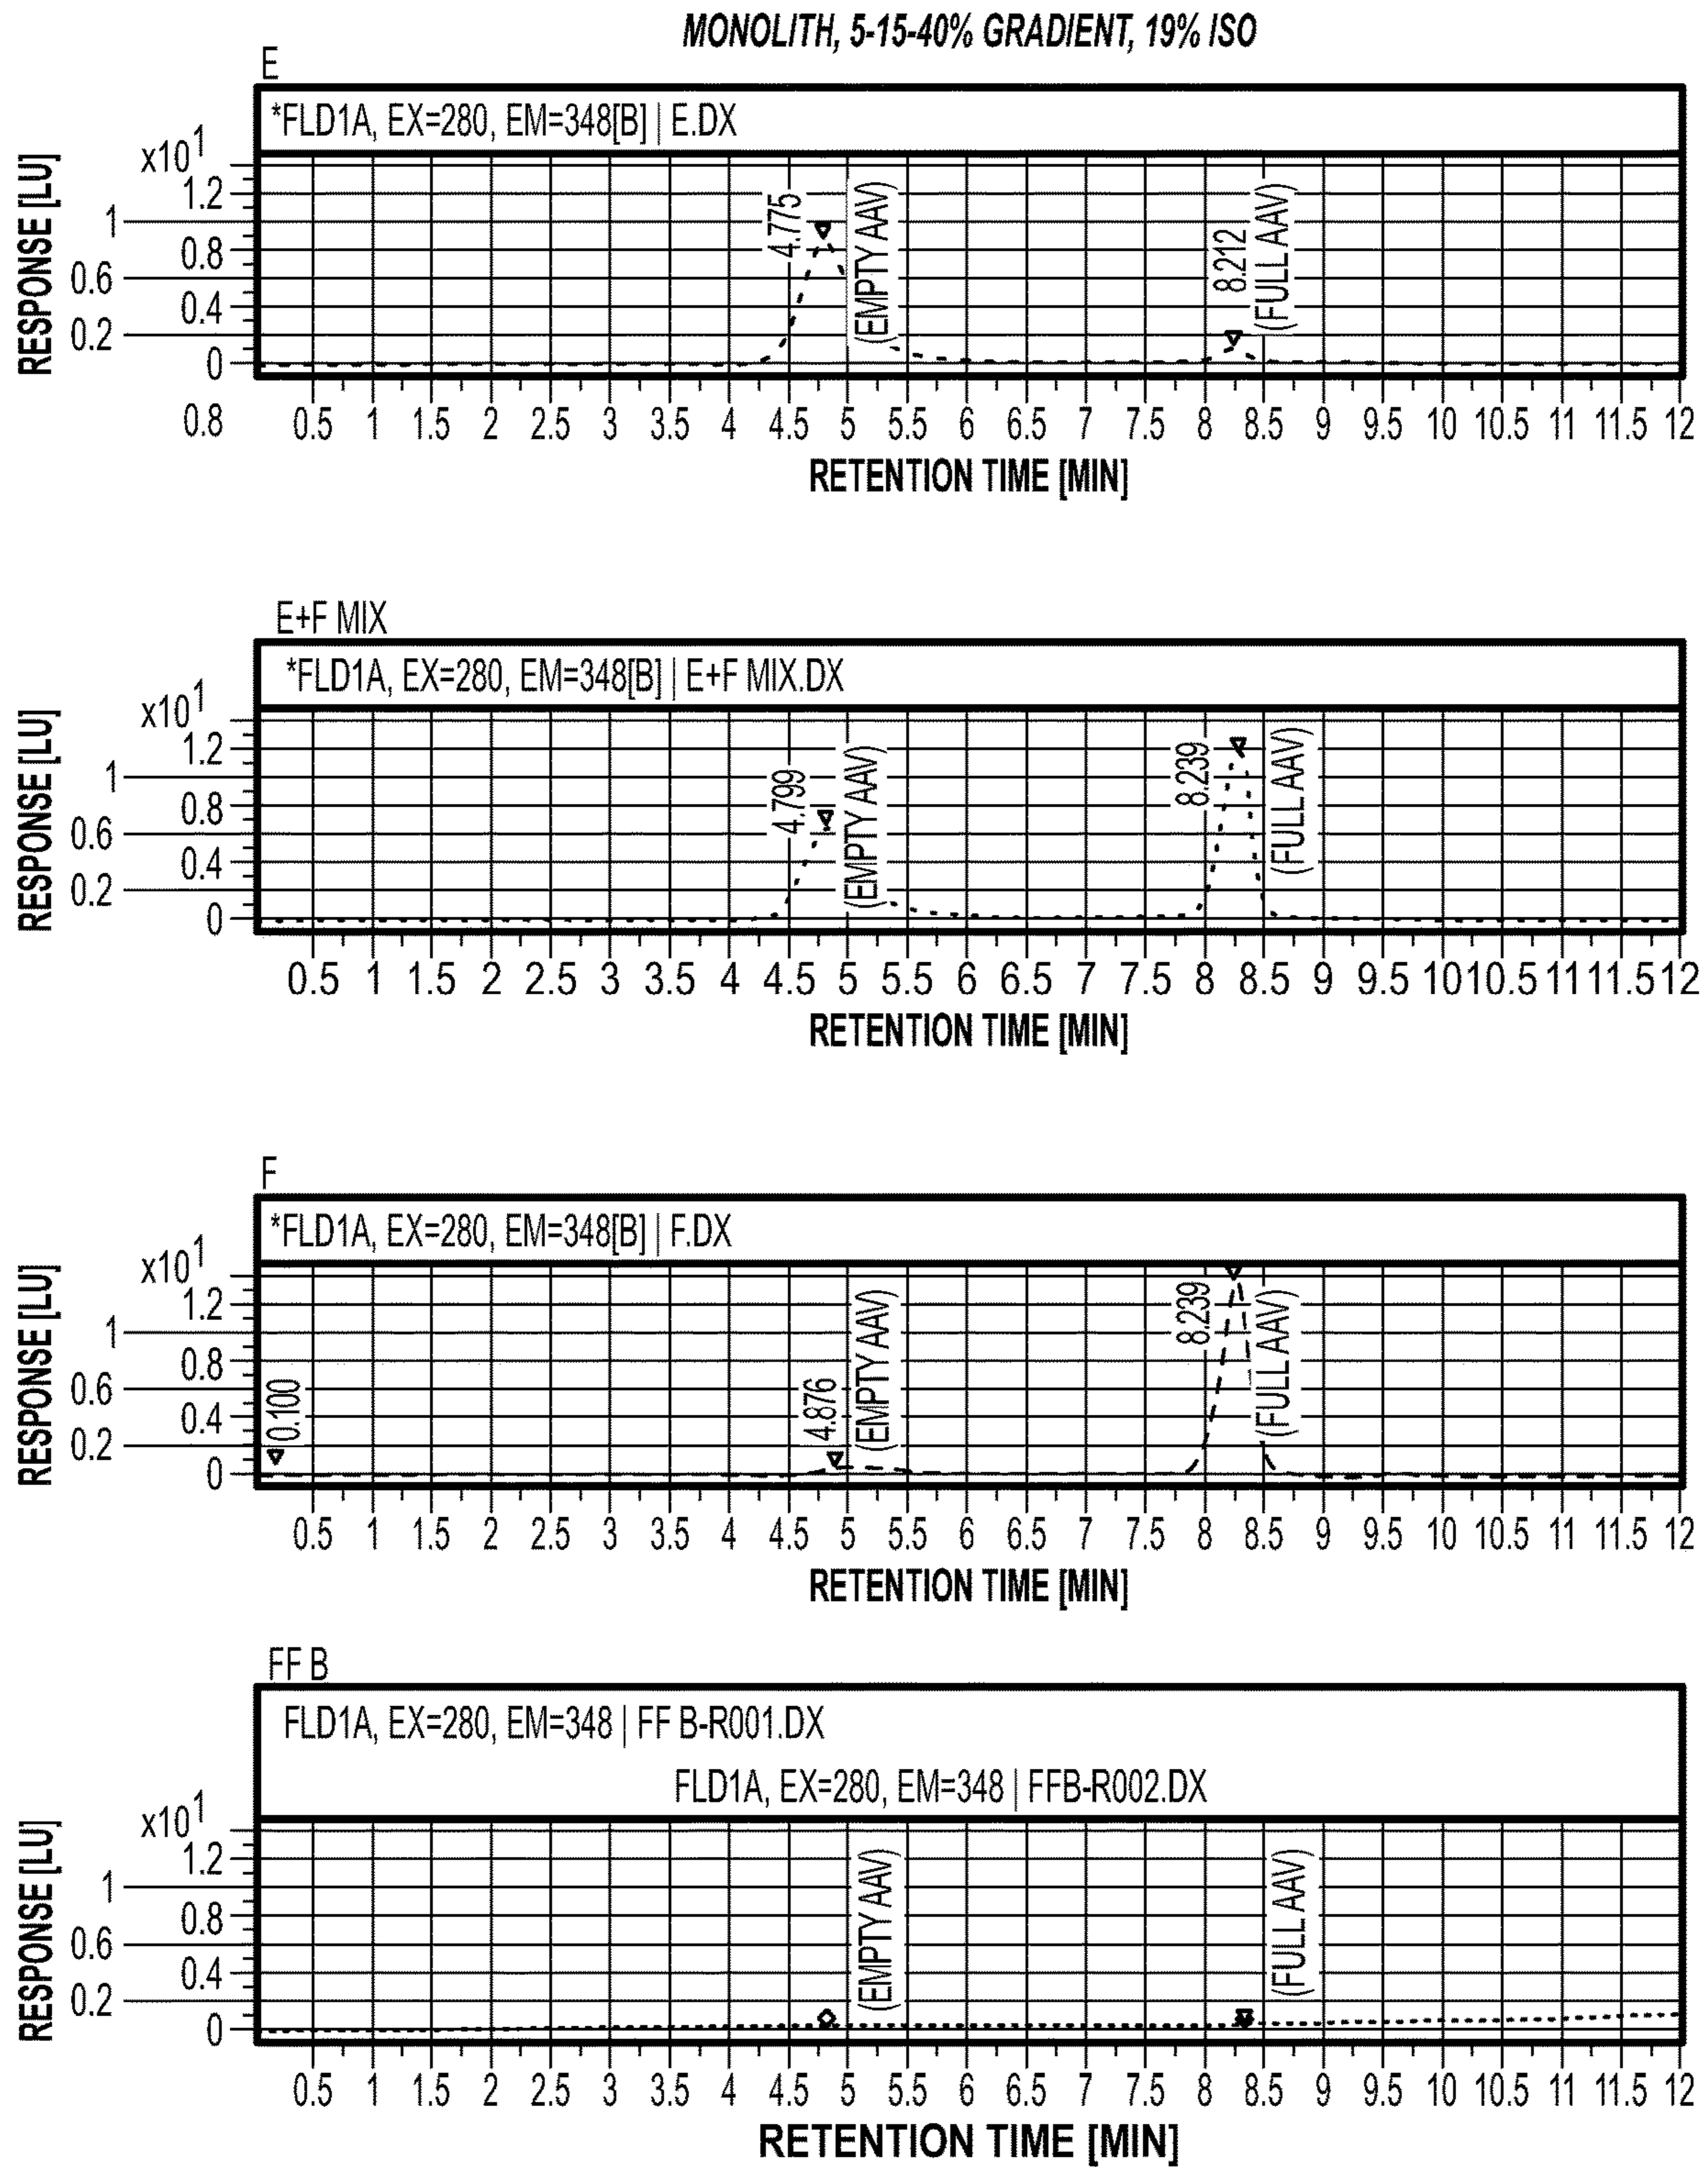 MONOLITH, 5-15-40% GRADIENT, 19% ISO
E
*FLD1A, EX=280, EM=348[B] | E.DX
RESPONSE [LU]
x10¹
1.2
1
0.8
0.6
0.4
0.2
0
4.775
(EMPTY AAV)
8.212
(FULL AAV)
0.8
0.5 1 1.5 2 2.5 3 3.5 4 4.5 5 5.5 6 6.5 7 7.5 8 8.5 9 9.5 10 10.5 11 11.5 12
RETENTION TIME [MIN]
E+F MIX
*FLD1A, EX=280, EM=348[B] | E+F MIX.DX
RESPONSE [LU]
x10¹
1.2
1
0.8
0.6
0.4
0.2
0
4.799
(EMPTY AAV)
8.239
(FULL AAV)
0.5 1 1.5 2 2.5 3 3.5 4 4.5 5 5.5 6 6.5 7 7.5 8 8.5 9 9.5 10 10.5 11 11.5 12
RETENTION TIME [MIN]
F
*FLD1A, EX=280, EM=348[B] | F.DX
RESPONSE [LU]
x10¹
1.2
1
0.8
0.6
0.4
0.2
0
0.100
4.876
(EMPTY AAV)
8.239
(FULL AAV)
0.5 1 1.5 2 2.5 3 3.5 4 4.5 5 5.5 6 6.5 7 7.5 8 8.5 9 9.5 10 10.5 11 11.5 12
RETENTION TIME [MIN]
FF B
FLD1A, EX=280, EM=348 | FF B-R001.DX
FLD1A, EX=280, EM=348 | FFB-R002.DX
RESPONSE [LU]
x10¹
1.2
1
0.8
0.6
0.4
0.2
0
(EMPTY AAV)
(FULL AAV)
0.5 1 1.5 2 2.5 3 3.5 4 4.5 5 5.5 6 6.5 7 7.5 8 8.5 9 9.5 10 10.5 11 11.5 12
RETENTION TIME [MIN]